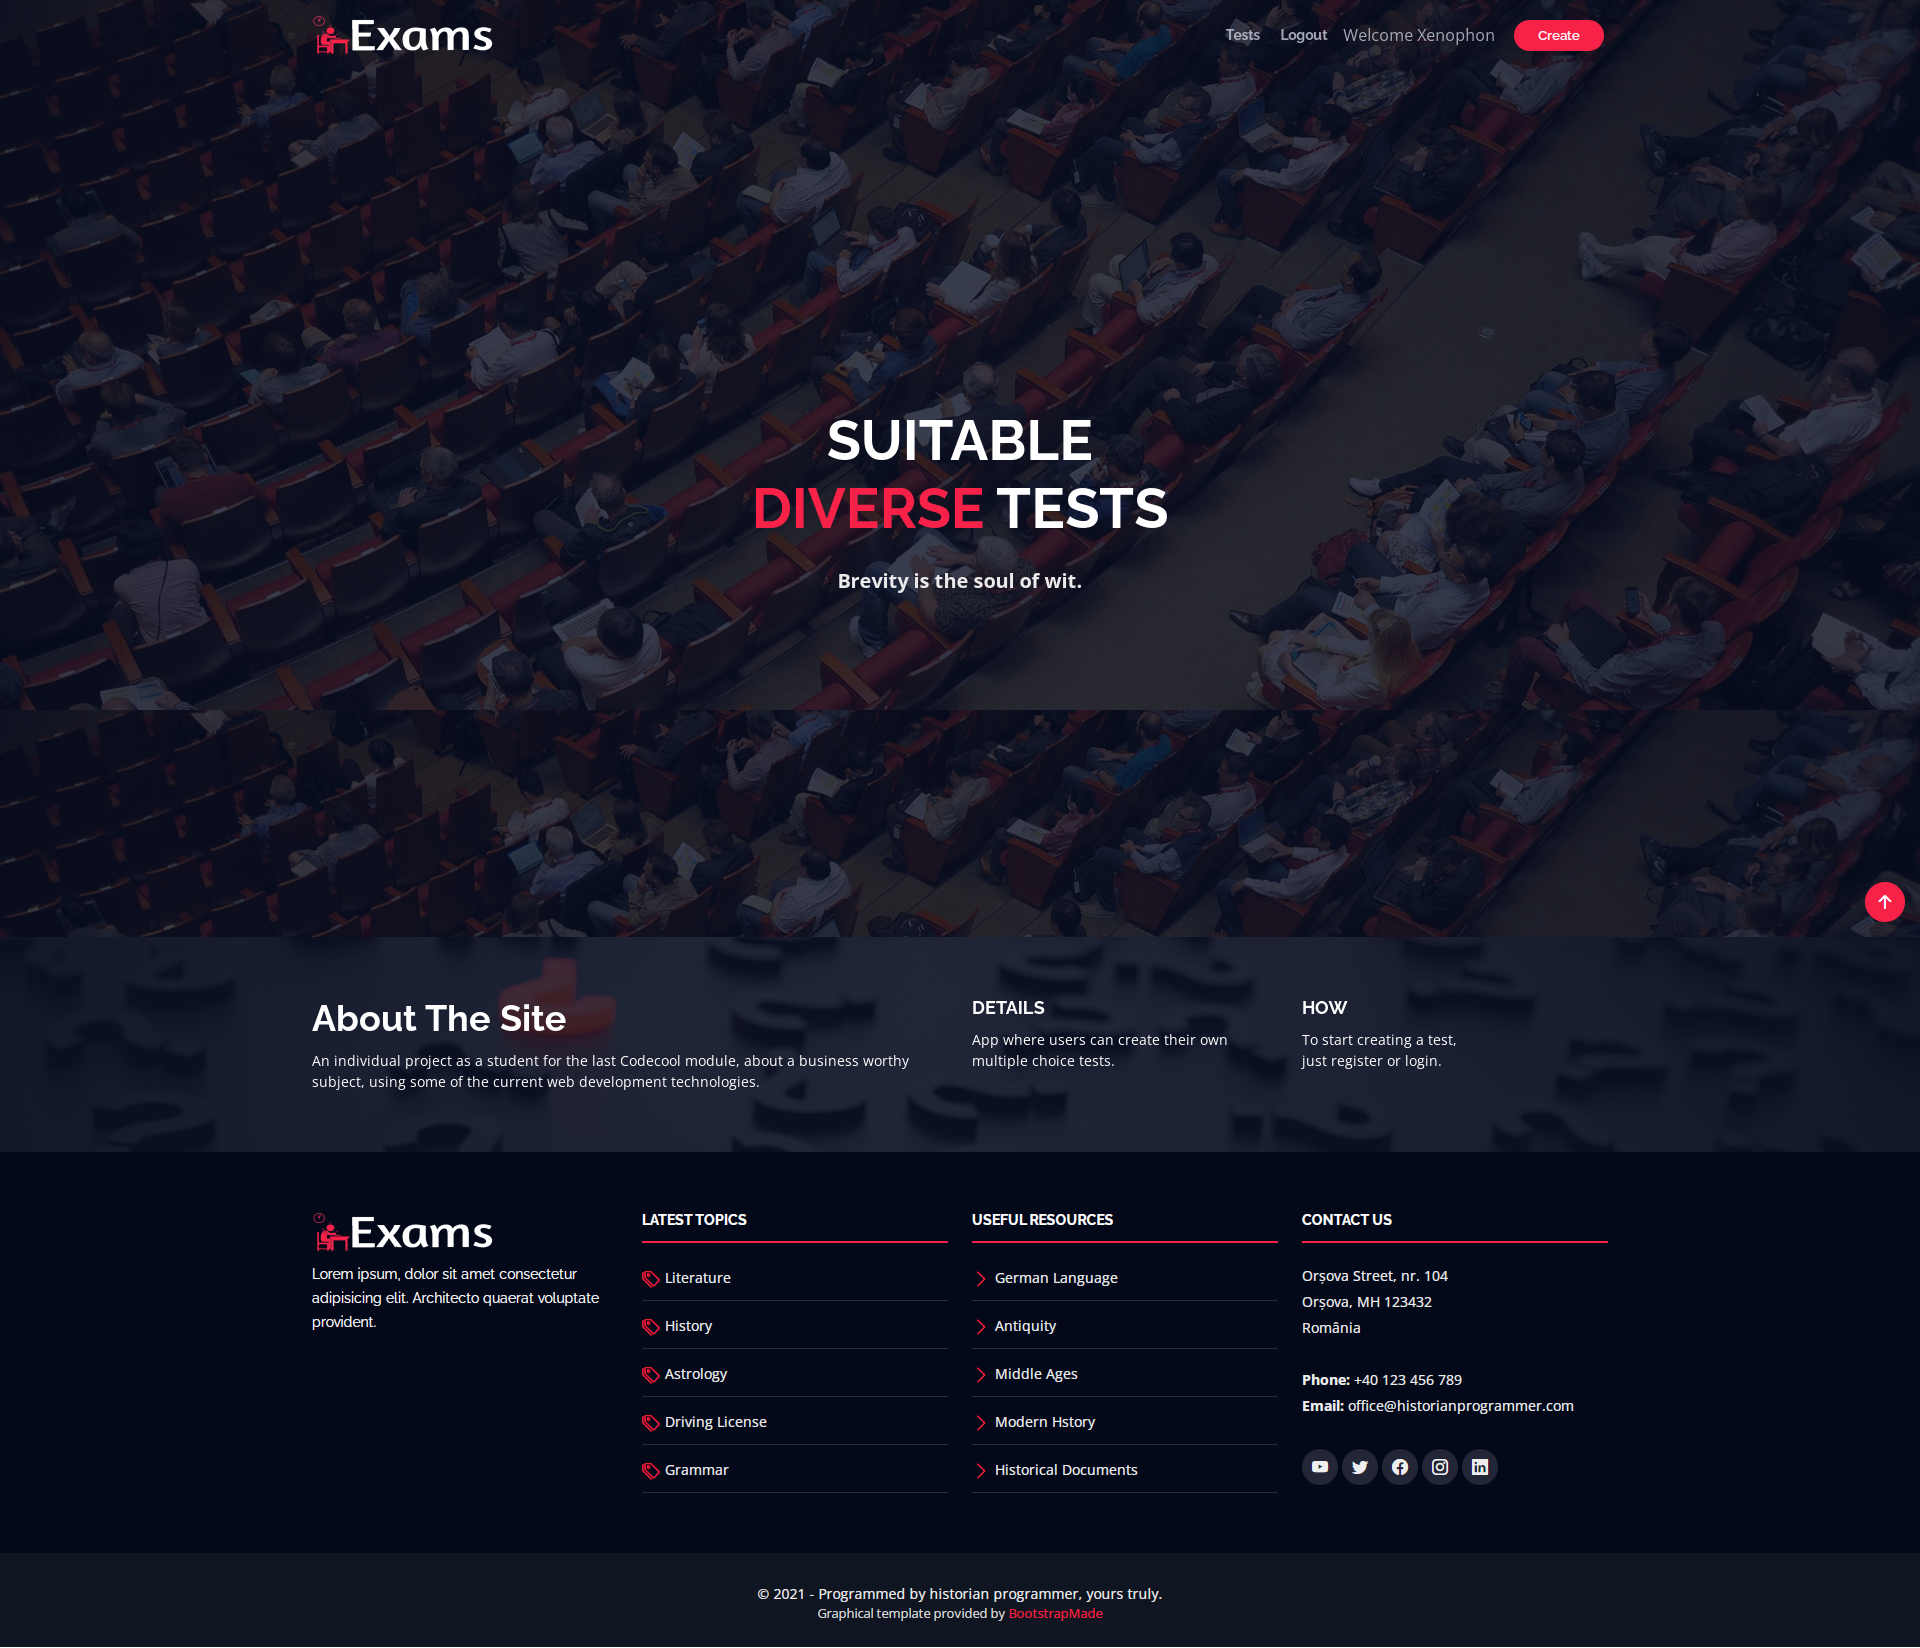 Exams
Tests Logout Welcome Xenophon Create
SUITABLE
DIVERSE TESTS
Brevity is the soul of wit.
About The Site
An individual project as a student for the last Codecool module, about a business worthy
subject, using some of the current web development technologies.
DETAILS
App where users can create their own
multiple choice tests.
HOW
To start creating a test,
just register or login.
Exams
Lorem ipsum, dolor sit amet consectetur
adipisicing elit. Architecto quaerat voluptate
provident.
LATEST TOPICS
Literature
History
Astrology
Driving License
Grammar
USEFUL RESOURCES
German Language
Antiquity
Middle Ages
Modern Hstory
Historical Documents
CONTACT US
Orșova Street, nr. 104
Orșova, MH 123432
România
Phone: +40 123 456 789
Email: office@historianprogrammer.com
© 2021 - Programmed by historian programmer, yours truly.
Graphical template provided by BootstrapMade